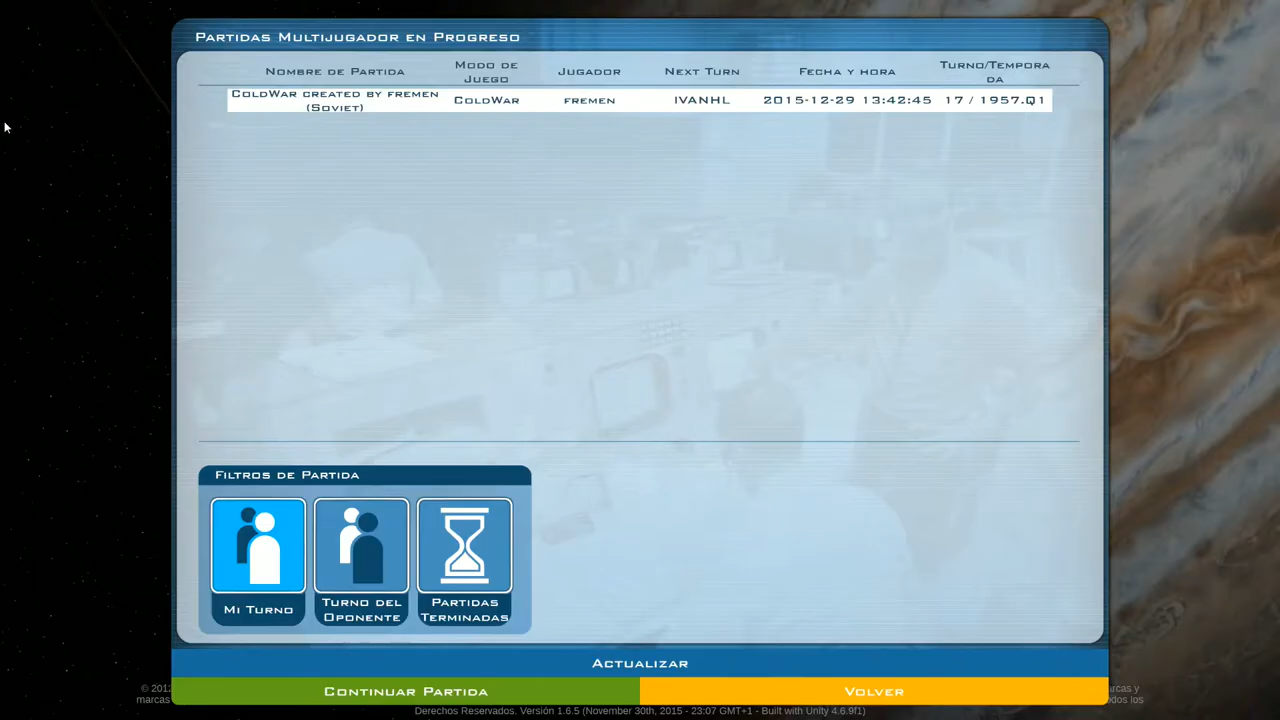 Partidas Multijugador en Progreso
Nombre de Partida
Modo de
Juego
Jugador
Next Turn
Fecha y hora
Turno/Tempora
da
ColdWar created by fremen
(Soviet)
ColdWar
fremen
ivanhl
2015-12-29 13:42:45
17 / 1957.Q1
Filtros de Partida
Mi Turno
Turno del
Oponente
Partidas
Terminadas
Actualizar
Continuar Partida
Volver
marcas
Derechos Reservados. Versión 1.6.5 (November 30th, 2015 - 23:07 GMT+1 - Built with Unity 4.6.9f1)